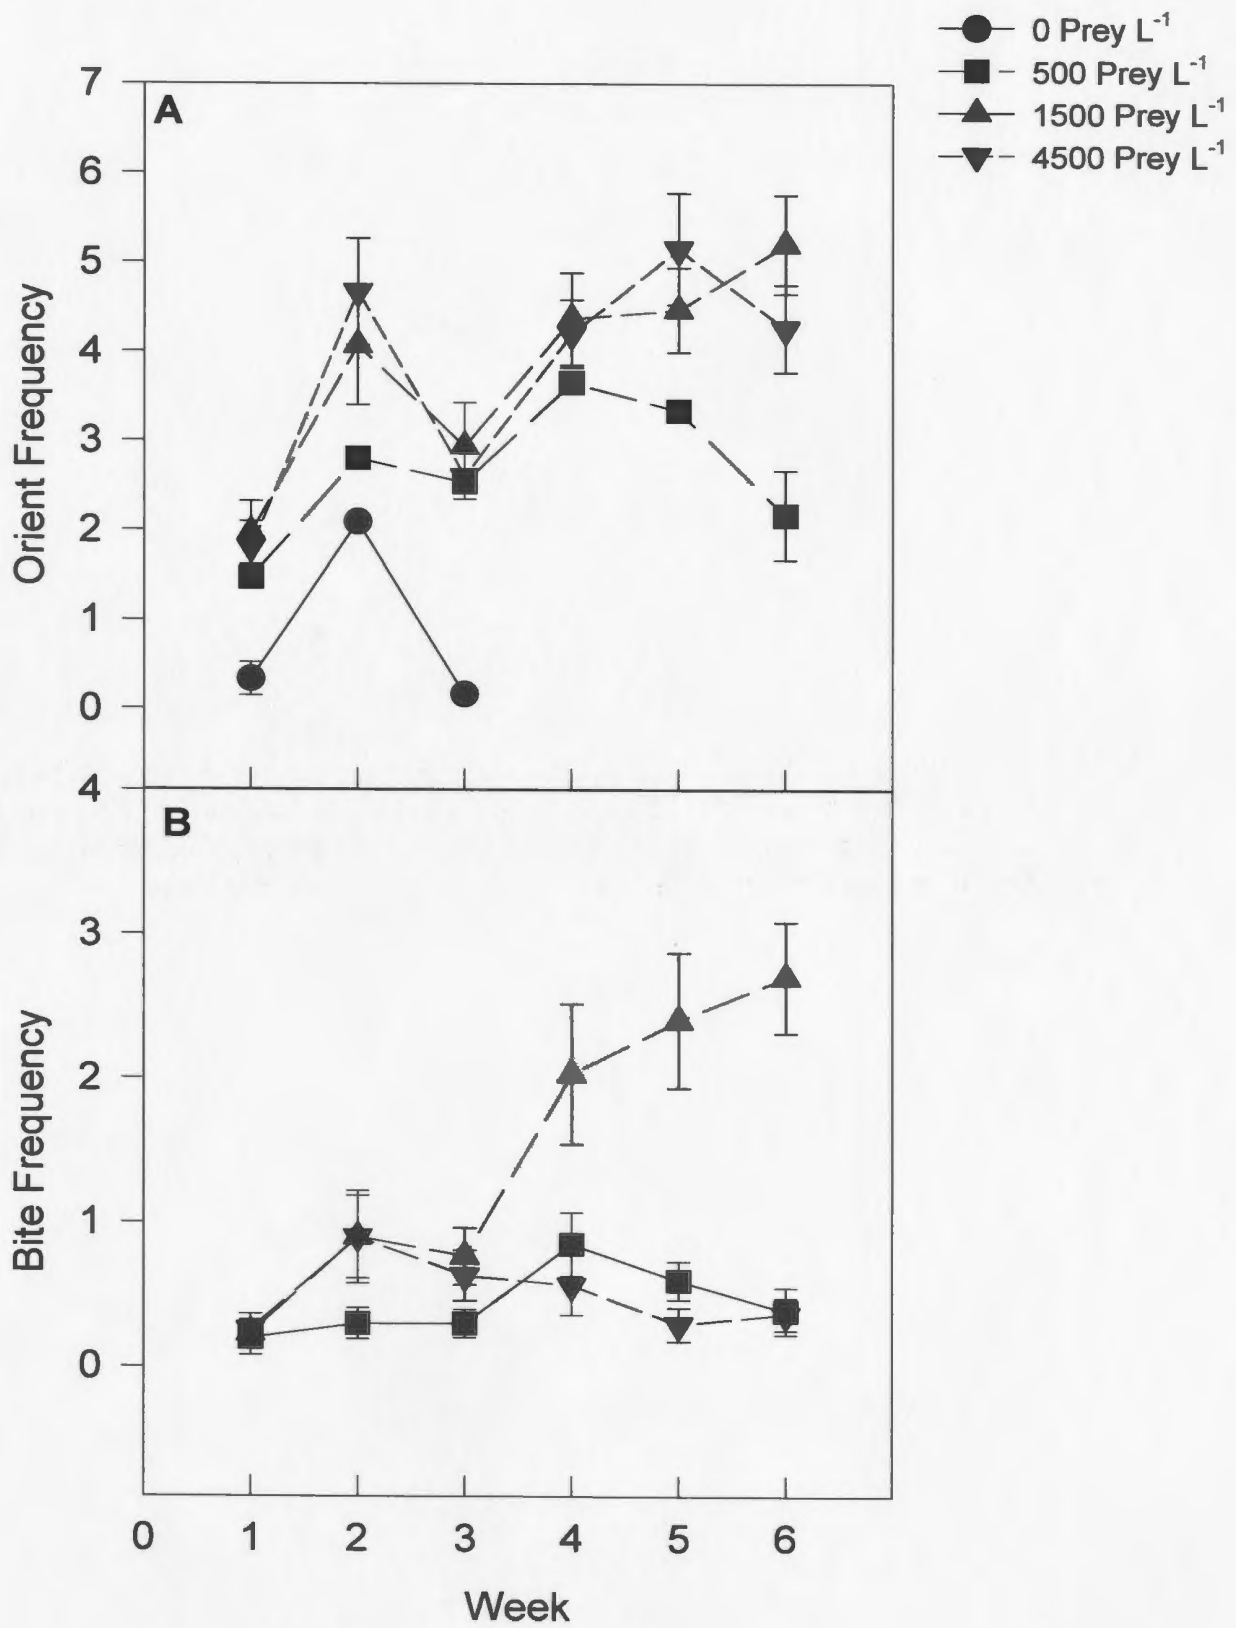 0 Prey L⁻¹
500 Prey L⁻¹
1500 Prey L⁻¹
4500 Prey L⁻¹
A
7
6
5
4
3
2
1
0
Orient Frequency
B
4
3
2
1
0
Bite Frequency
0 1 2 3 4 5 6
Week